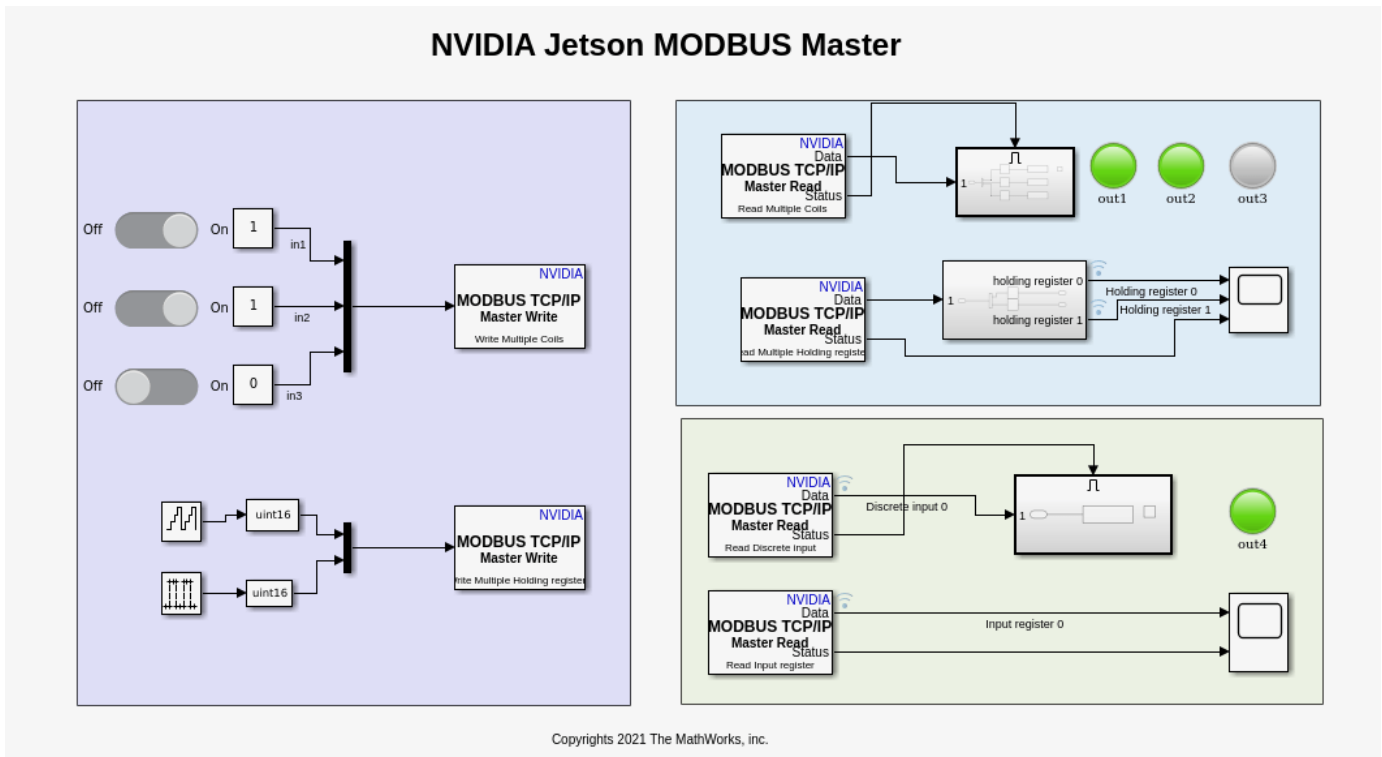 NVIDIA Jetson MODBUS Master
Off
On
1
in1
Off
On
1
in2
Off
On
0
in3
NVIDIA
MODBUS TCP/IP
Master Write
Write Multiple Coils
uint16
uint16
NVIDIA
MODBUS TCP/IP
Master Write
rite Multiple Holding register
NVIDIA
Data
MODBUS TCP/IP
Master Read
Status
Read Multiple Coils
1
out1
out2
out3
NVIDIA
Data
MODBUS TCP/IP
Master Read
Status
ad Multiple Holding registe
1
holding register 0
holding register 1
Holding register 0
Holding register 1
NVIDIA
Data
MODBUS TCP/IP
Master Read
Status
Read Discrete input
Discrete input 0
1
out4
NVIDIA
Data
MODBUS TCP/IP
Master Read
Status
Read Input register
Input register 0
Copyrights 2021 The MathWorks, inc.